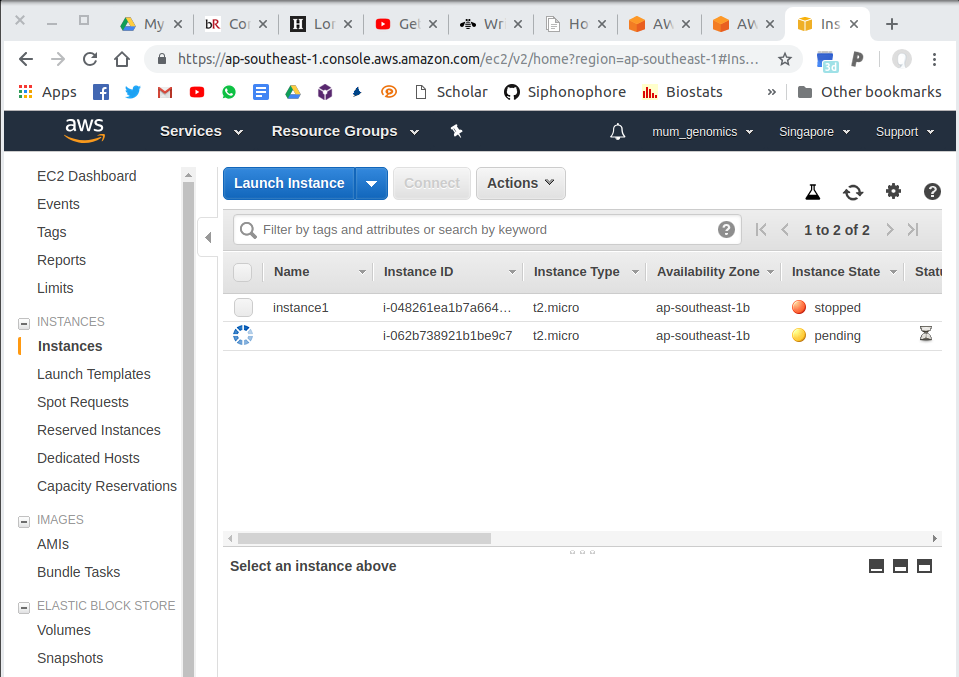 My Cor Lor Gel Wri Ho AW AW Ins
https://ap-southeast-1.console.aws.amazon.com/ec2/v2/home?region=ap-southeast-1#Ins...
Apps Scholar Siphonophore Biostats » Other bookmarks
aws Services Resource Groups mum_genomics Singapore Support
EC2 Dashboard
Events
Tags
Reports
Limits
INSTANCES
Instances
Launch Templates
Spot Requests
Reserved Instances
Dedicated Hosts
Capacity Reservations
IMAGES
AMIs
Bundle Tasks
ELASTIC BLOCK STORE
Volumes
Snapshots
Launch Instance Connect Actions
Filter by tags and attributes or search by keyword 1 to 2 of 2
Name Instance ID Instance Type Availability Zone Instance State Statu
instance1 i-048261ea1b7a664... t2.micro ap-southeast-1b stopped
i-062b738921b1be9c7 t2.micro ap-southeast-1b pending
Select an instance above